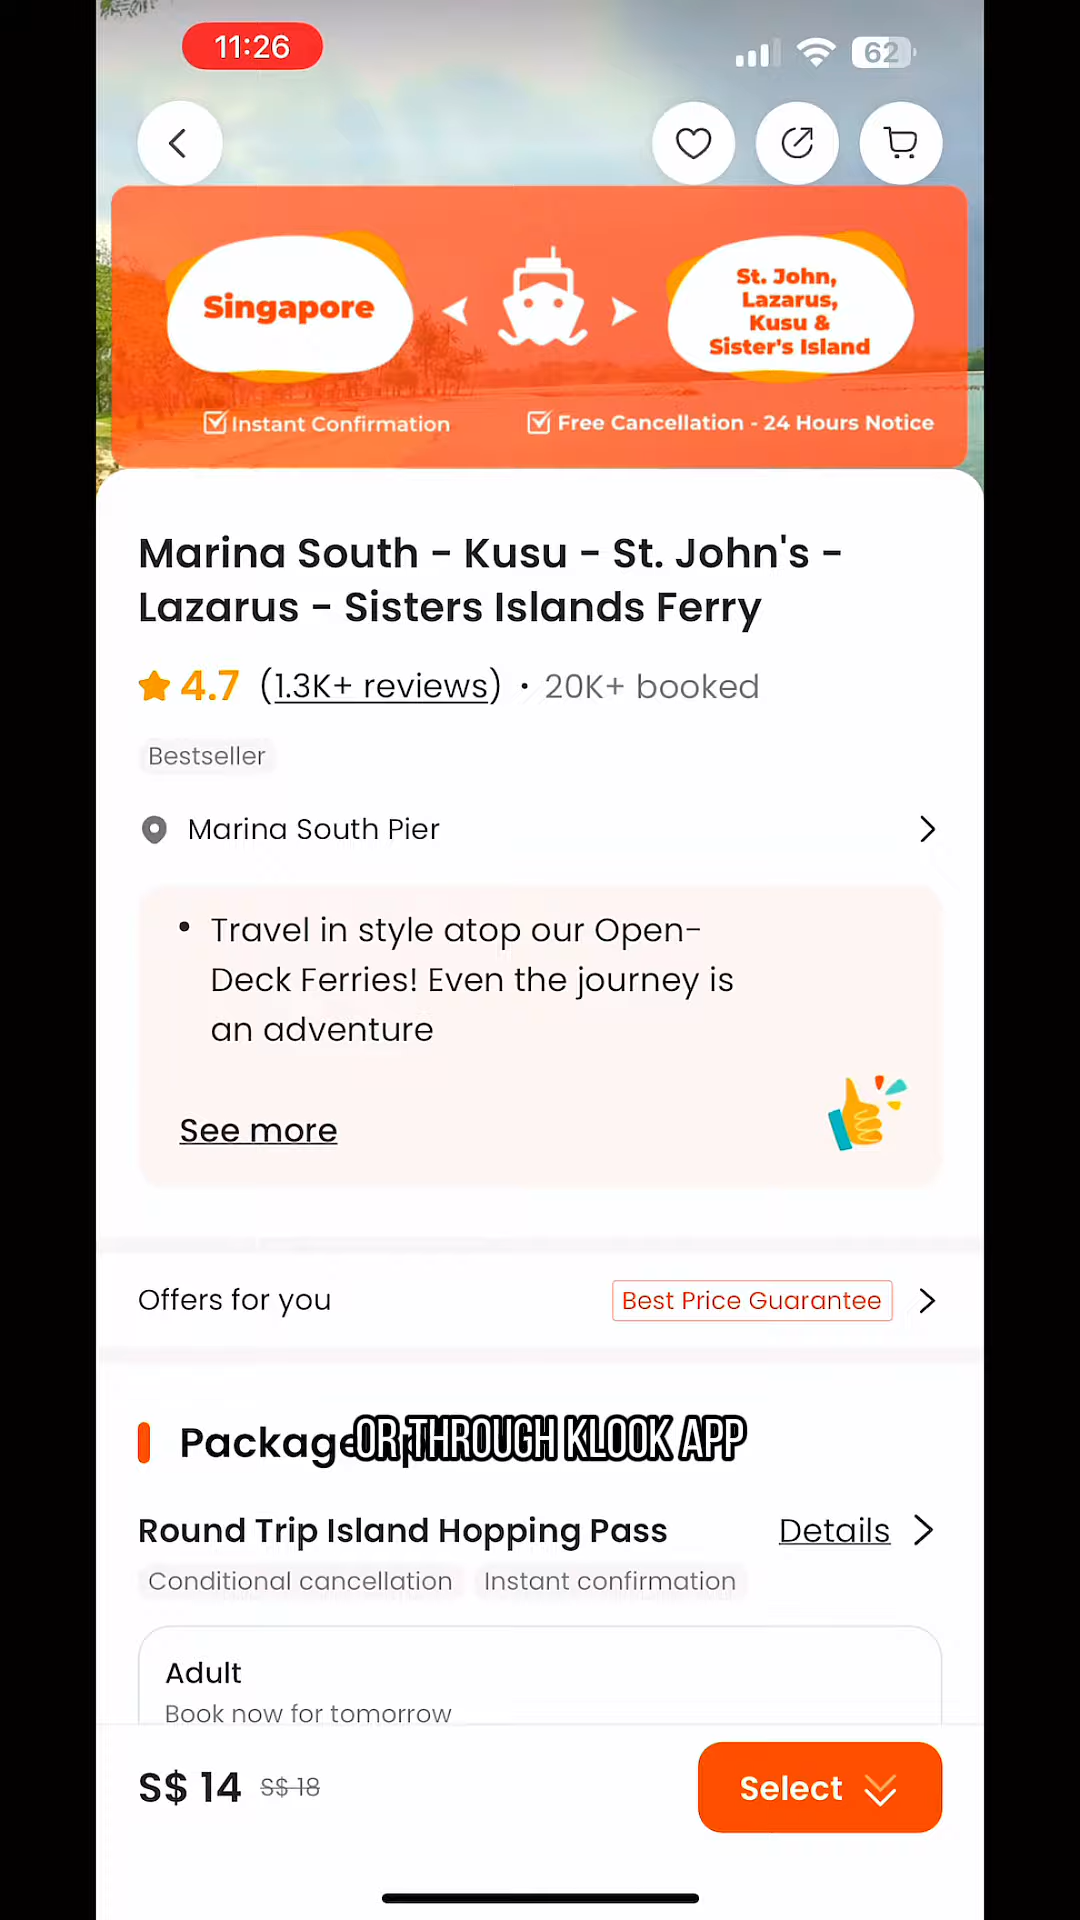 11:26
62
Singapore
St. John,
Lazarus,
Kusu &
Sister's Island
Instant Confirmation
Free Cancellation - 24 Hours Notice
Marina South - Kusu - St. John's -
Lazarus - Sisters Islands Ferry
4.7 (1.3K+ reviews) · 20K+ booked
Bestseller
Marina South Pier
• Travel in style atop our Open-
Deck Ferries! Even the journey is
an adventure
See more
Offers for you
Best Price Guarantee
Package
OR THROUGH KLOOK APP
Round Trip Island Hopping Pass
Details
Conditional cancellation
Instant confirmation
Adult
Book now for tomorrow
S$ 14 S$ 18
Select